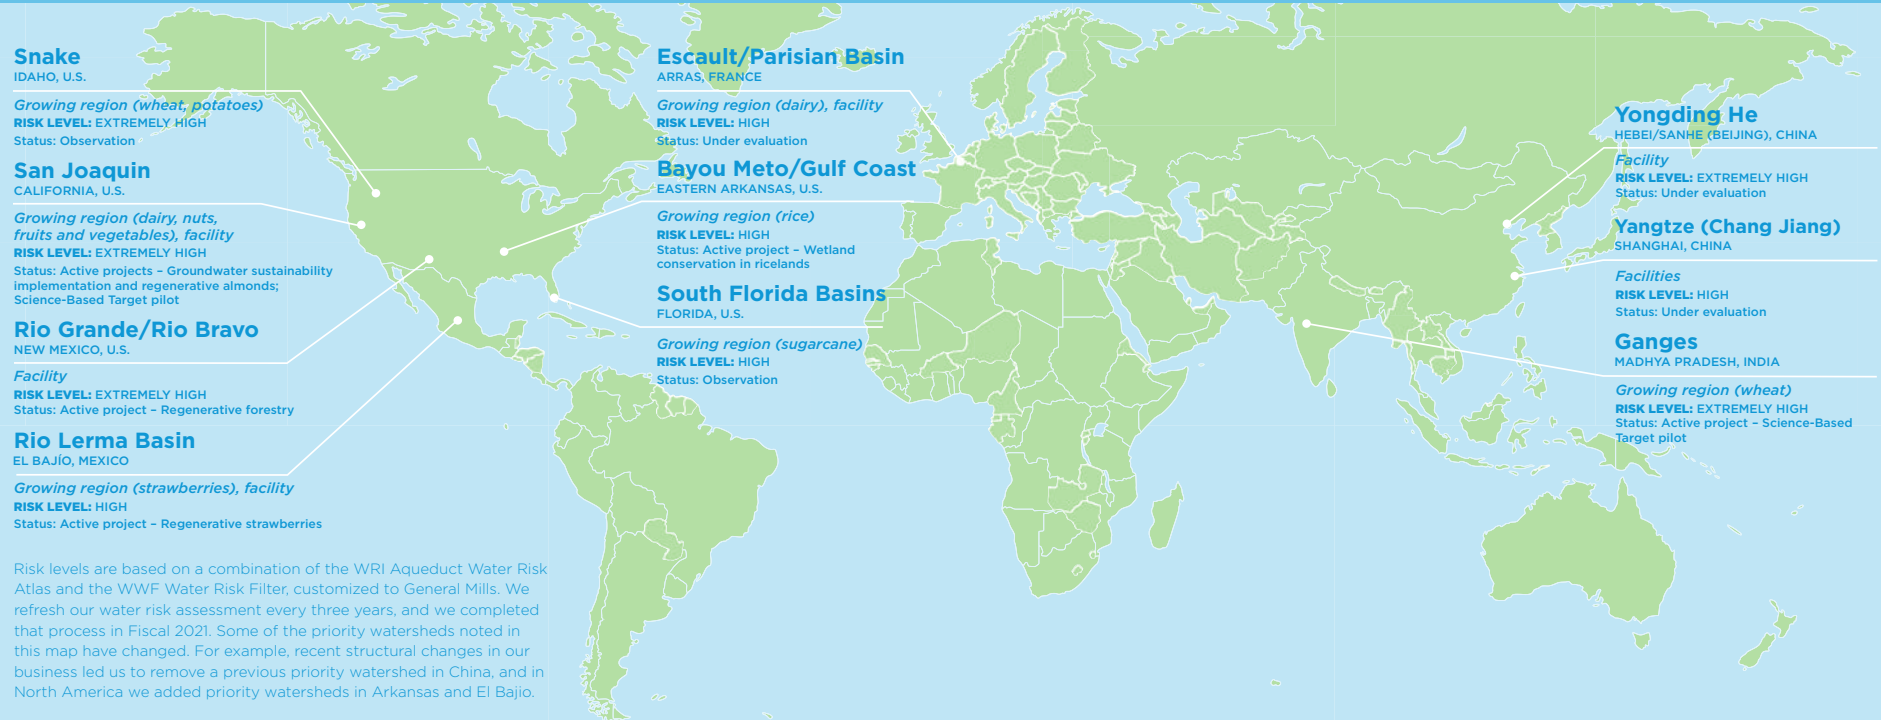 Snake
IDAHO, U.S.
Growing region (wheat, potatoes)
RISK LEVEL: EXTREMELY HIGH
Status: Observation
San Joaquin
CALIFORNIA, U.S.
Growing region (dairy, nuts,
fruits and vegetables), facility
RISK LEVEL: EXTREMELY HIGH
Status: Active projects – Groundwater sustainability
implementation and regenerative almonds;
Science-Based Target pilot
Rio Grande/Rio Bravo
NEW MEXICO, U.S.
Facility
RISK LEVEL: EXTREMELY HIGH
Status: Active project – Regenerative forestry
Rio Lerma Basin
EL BAJÍO, MEXICO
Growing region (strawberries), facility
RISK LEVEL: HIGH
Status: Active project – Regenerative strawberries
Risk levels are based on a combination of the WRI Aqueduct Water Risk
Atlas and the WWF Water Risk Filter, customized to General Mills. We
refresh our water risk assessment every three years, and we completed
that process in Fiscal 2021. Some of the priority watersheds noted in
this map have changed. For example, recent structural changes in our
business led us to remove a previous priority watershed in China, and in
North America we added priority watersheds in Arkansas and El Bajio.
Escault/Parisian Basin
ARRAS, FRANCE
Growing region (dairy), facility
RISK LEVEL: HIGH
Status: Under evaluation
Bayou Meto/Gulf Coast
EASTERN ARKANSAS, U.S.
Growing region (rice)
RISK LEVEL: HIGH
Status: Active project – Wetland
conservation in ricelands
South Florida Basins
FLORIDA, U.S.
Growing region (sugarcane)
RISK LEVEL: HIGH
Status: Observation
Yongding He
HEBEI/SANHE (BEIJING), CHINA
Facility
RISK LEVEL: EXTREMELY HIGH
Status: Under evaluation
Yangtze (Chang Jiang)
SHANGHAI, CHINA
Facilities
RISK LEVEL: HIGH
Status: Under evaluation
Ganges
MADHYA PRADESH, INDIA
Growing region (wheat)
RISK LEVEL: EXTREMELY HIGH
Status: Active project – Science-Based
Target pilot